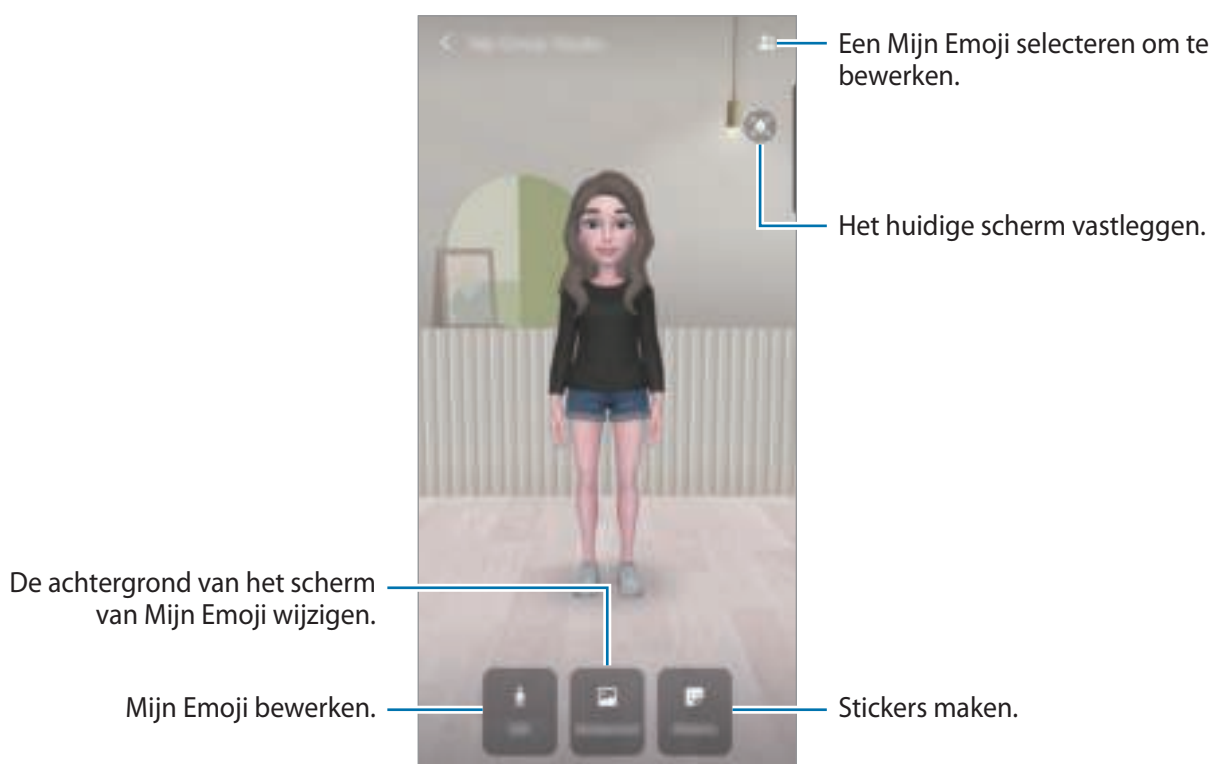 Een Mijn Emoji selecteren om te
bewerken.
Het huidige scherm vastleggen.
De achtergrond van het scherm
van Mijn Emoji wijzigen.
Mijn Emoji bewerken.
Stickers maken.